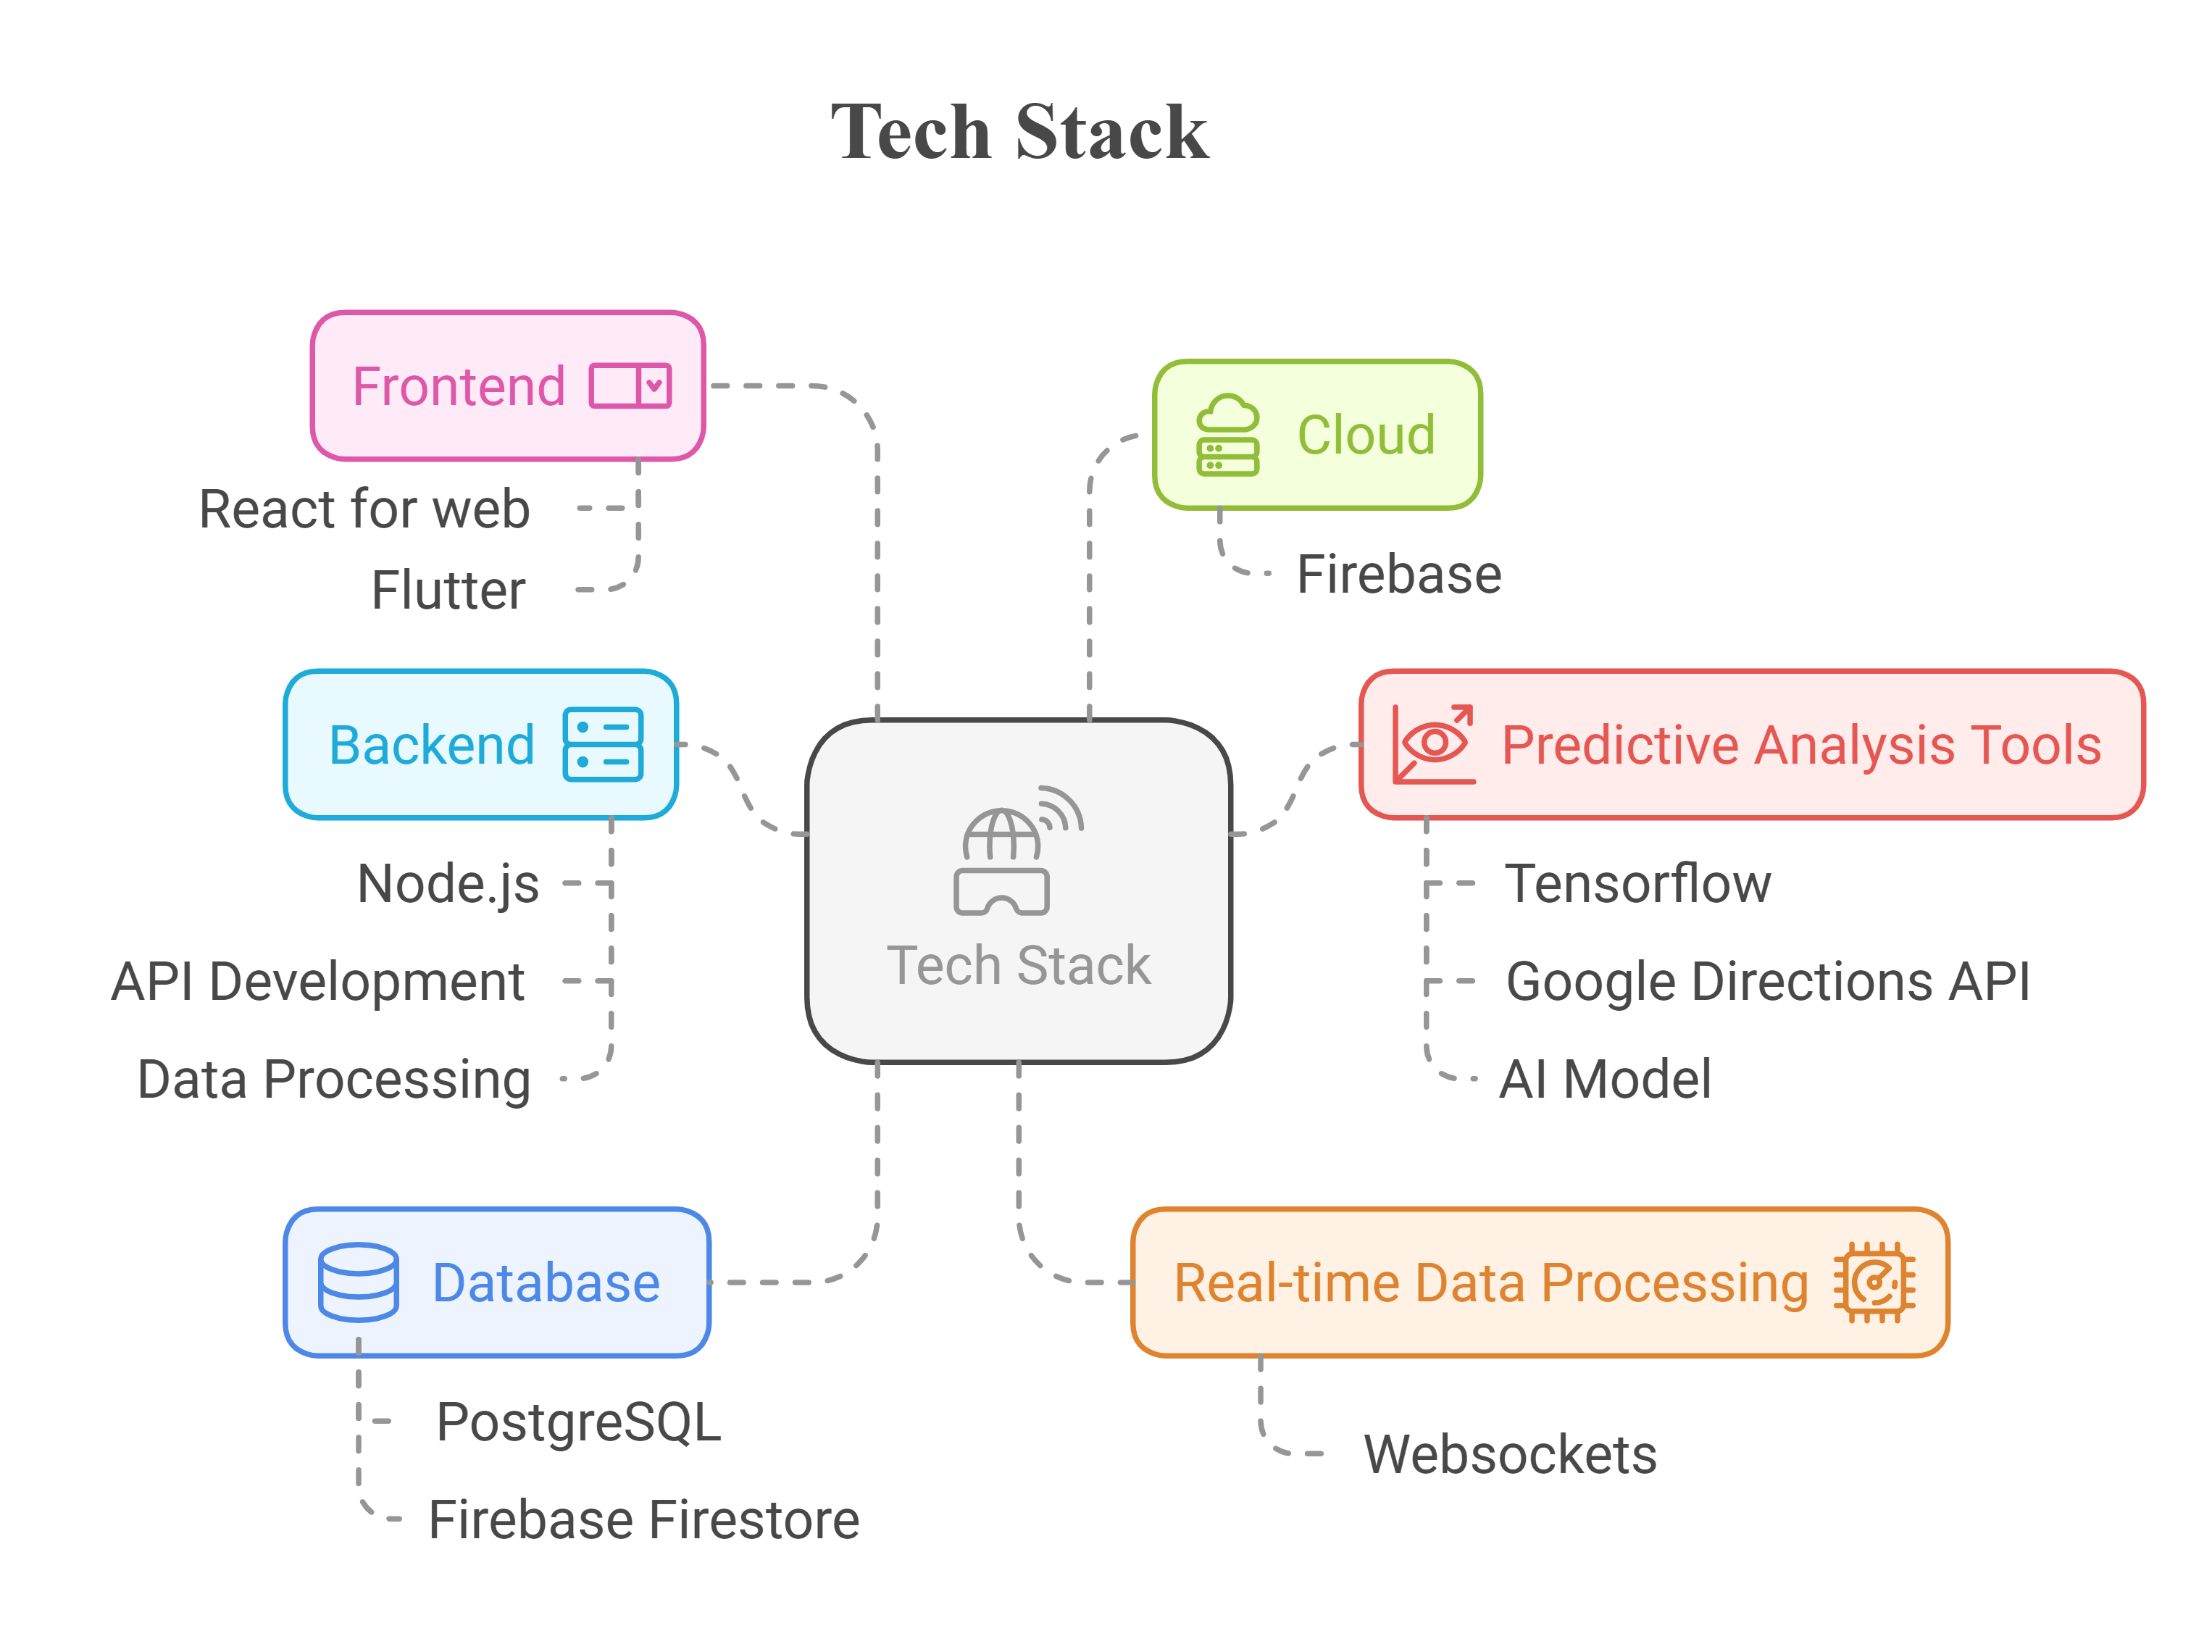 Tech Stack
Frontend
React for web
Flutter
Cloud
Firebase
Backend
Node.js
API Development
Data Processing
Tech Stack
Predictive Analysis Tools
Tensorflow
Google Directions API
AI Model
Database
PostgreSQL
Firebase Firestore
Real-time Data Processing
Websockets